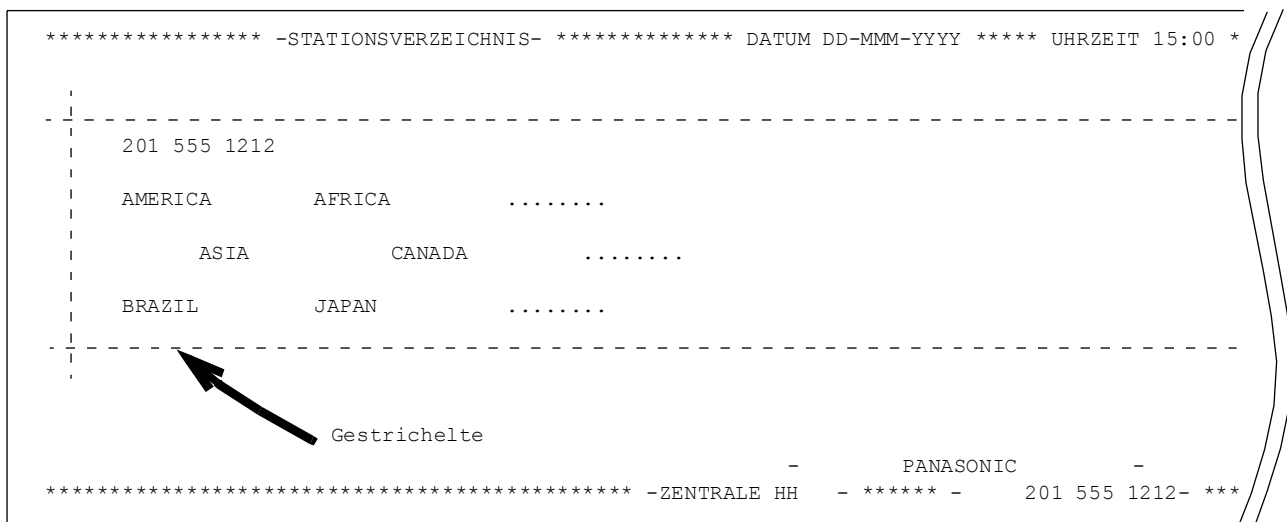 ***************** -STATIONSVERZEICHNIS- ************** DATUM DD-MMM-YYYY ***** UHRZEIT 15:00 *
201 555 1212
AMERICA AFRICA ........
ASIA CANADA ........
BRAZIL JAPAN ........
Gestrichelte
- PANASONIC -
********************************************** -ZENTRALE HH - ****** - 201 555 1212- ***